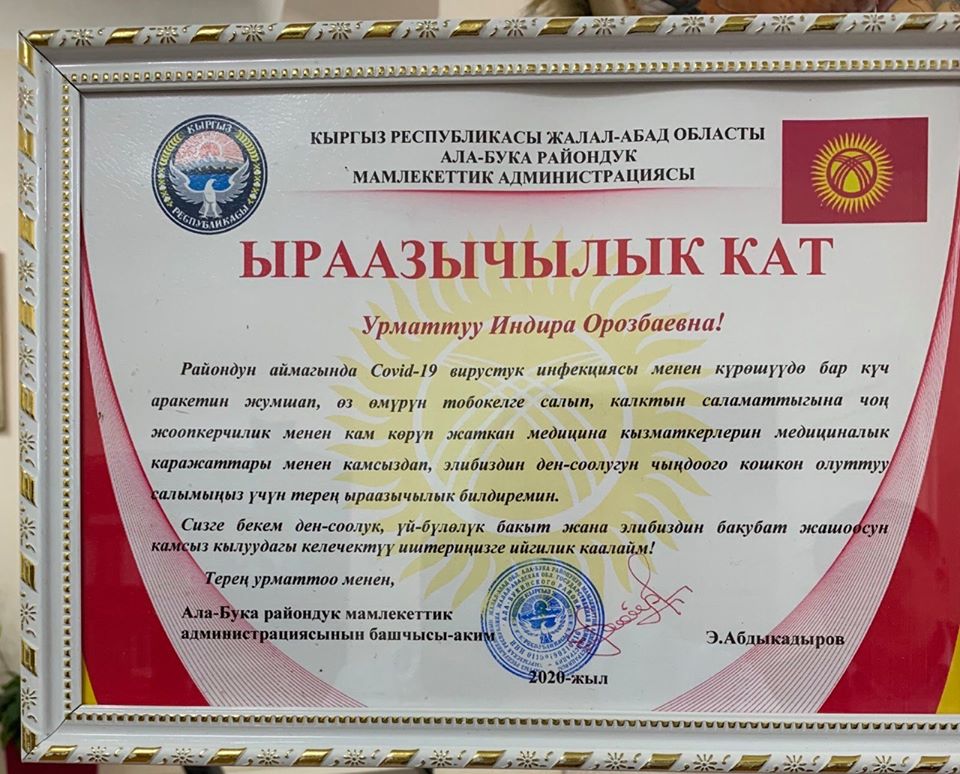 КЫРГЫЗ РЕСПУБЛИКАСЫ ЖАЛАЛ-АБАД ОБЛАСТЫ
АЛА-БУКА РАЙОНДУК
МАМЛЕКЕТТИК АДМИНИСТРАЦИЯСЫ
КЫРГЫЗ
РЕСПУБЛИКАСЫ
ЫРААЗЫЧЫЛЫК КАТ
Урматтуу Индира Орозбаевна!
Райондун аймагында Covid-19 вирустук инфекциясы менен күрөшүүдө бар күч
аракетин жумшап, өз өмүрүн тобокелге салып, калктын саламаттыгына чоң
жоопкерчилик менен кам көрүп жаткан медицина кызматкерлерин медициналык
каражаттары менен камсыздап, элибиздин ден-соолугун чыңдоого кошкон олуттуу
салымыңыз үчүн терең ыраазычылык билдиремин.
Сизге бекем ден-соолук, үй-бүлөлүк бакыт жана элибиздин бакубат жашоосун
камсыз кылуудагы келечектүү иштериңизге ийгилик каалайм!
Терең урматтоо менен,
Ала-Бука райондук мамлекеттик
администрациясынын башчысы-аким
Э.Абдыкадыров
2020-жыл